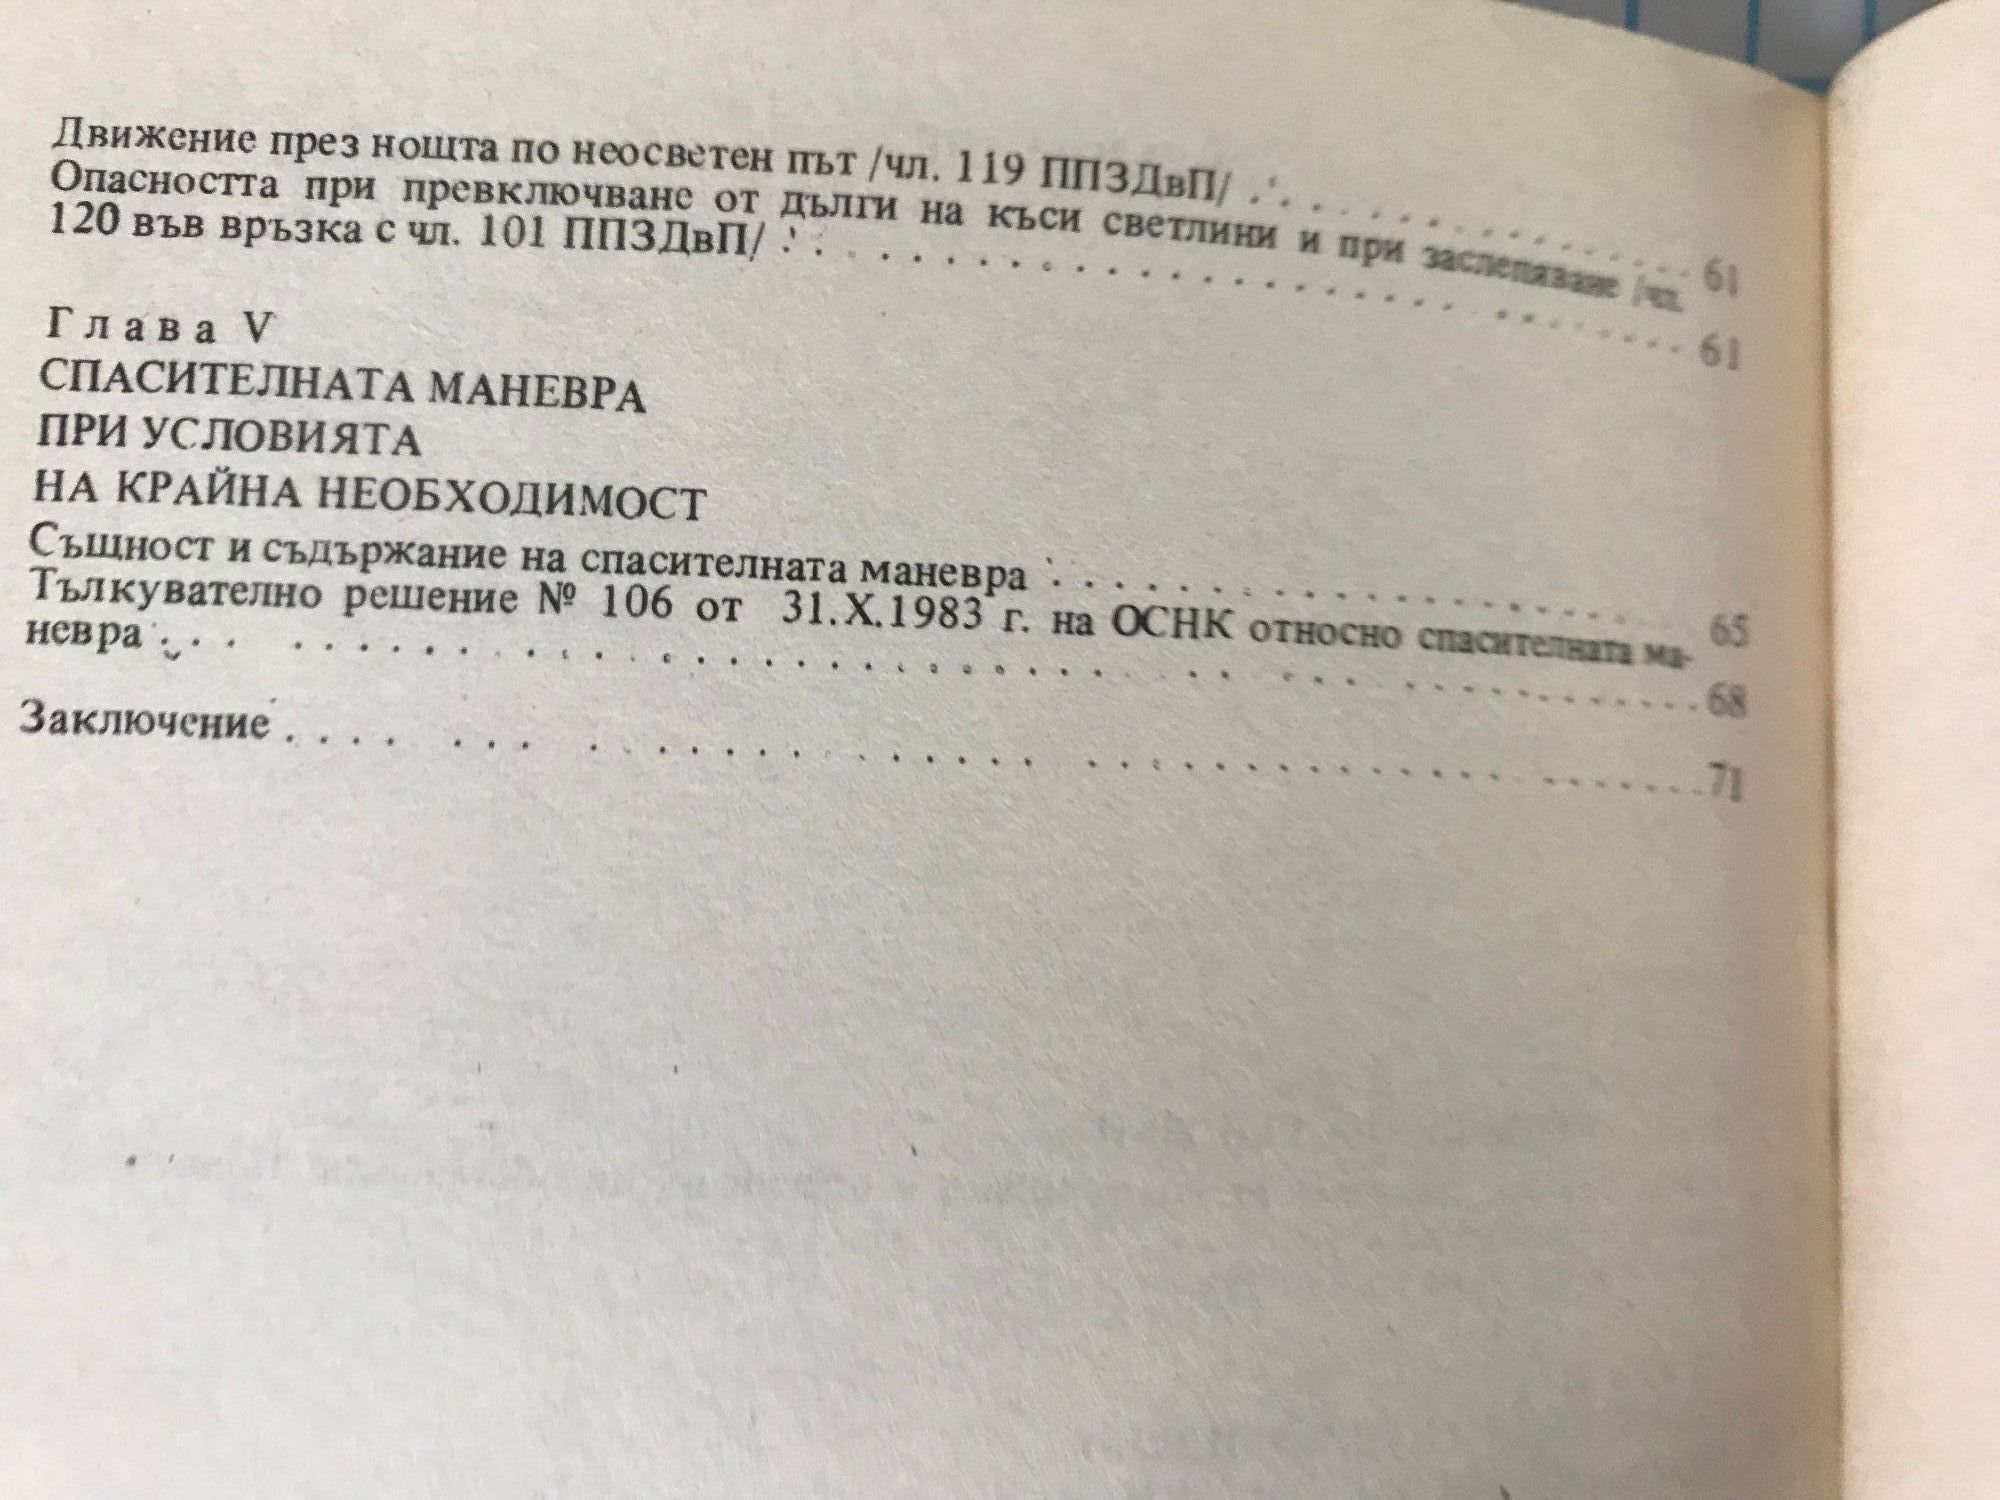 Движение през нощта по неосветен път /чл. 119 ППЗДвП/ . . . . . . . . . . . . . . 61
Опасността при превключване от дълги на къси светлини и при заслепяване /чл.
120 във връзка с чл. 101 ППЗДвП/ . . . . . . . . . . . . . . . . . . . . . . . . . . 61
Глава V
СПАСИТЕЛНАТА МАНЕВРА
ПРИ УСЛОВИЯТА
НА КРАЙНА НЕОБХОДИМОСТ
Същност и съдържание на спасителната маневра . . . . . . . . . . . . . . . . . . . 65
Тълкувателно решение № 106 от 31.X.1983 г. на ОСНК относно спасителната ма-
невра . . . . . . . . . . . . . . . . . . . . . . . . . . . . . . . . . . . . . . . 68
Заключение . . . . . . . . . . . . . . . . . . . . . . . . . . . . . . . . . . . . 71